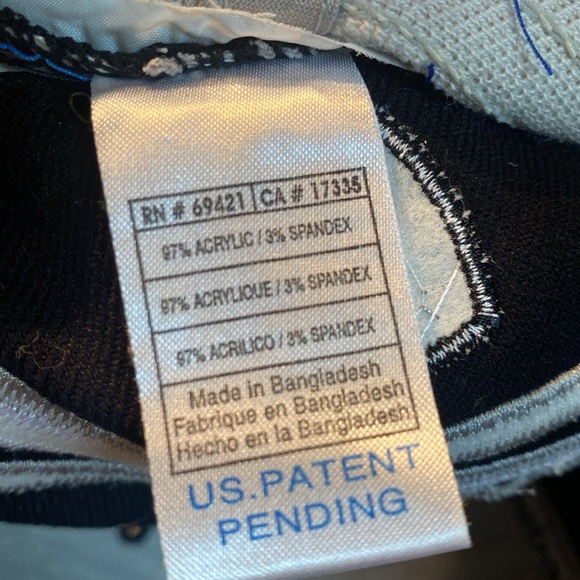 RN # 69421 CA # 17335
97% ACRYLIC / 3% SPANDEX
97% ACRYLIQUE / 3% SPANDEX
97% ACRILICO / 3% SPANDEX
Made in Bangladesh
Fabrique en Bangladesh
Hecho en la Bangladesh
US.PATENT
PENDING